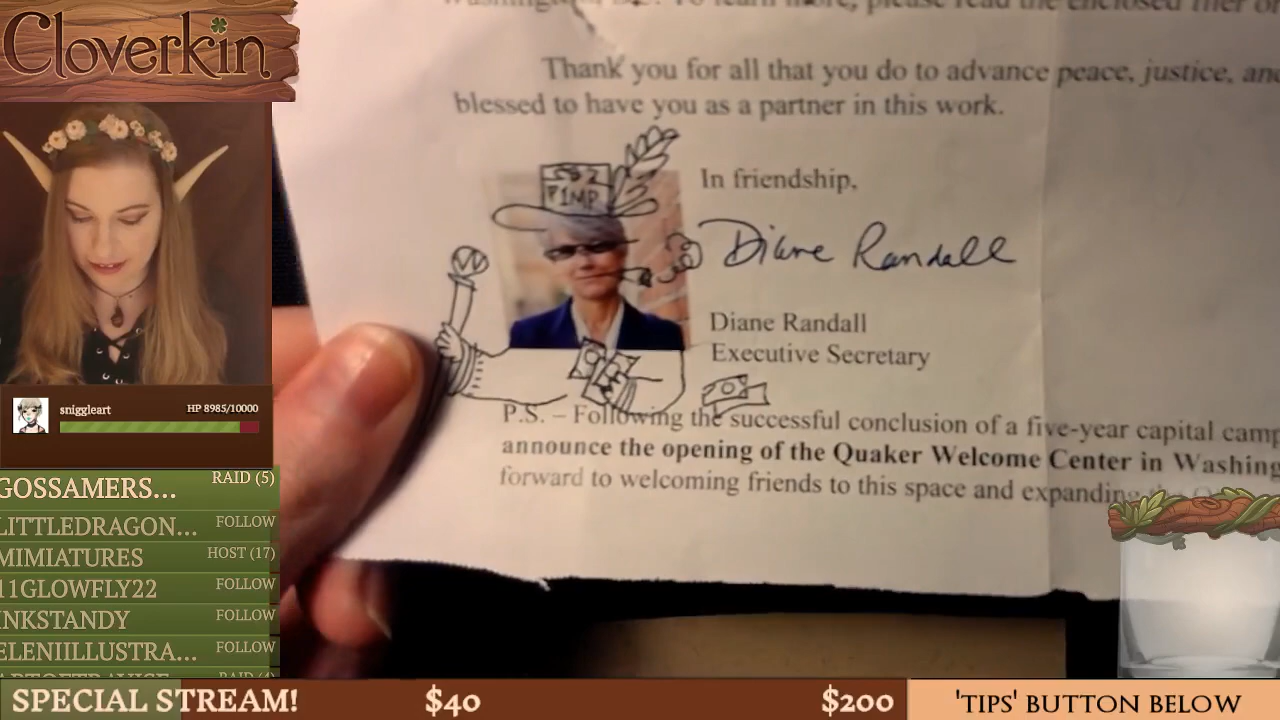 Cloverkin
Thank you for all that you do to advance peace, justice, and
blessed to have you as a partner in this work.
PIMP
In friendship,
Diane Randall
Diane Randall
Executive Secretary
P.S. – Following the successful conclusion of a five-year capital camp
announce the opening of the Quaker Welcome Center in Washing
forward to welcoming friends to this space and expanding
sniggleart
HP 8985/10000
GOSSAMERS... RAID (5)
LITTLEDRAGON... FOLLOW
MIMIATURES HOST (17)
11GLOWFLY22 FOLLOW
INKSTANDY FOLLOW
ELENIILLUSTRA... FOLLOW
SPECIAL STREAM! $40 $200 'TIPS' BUTTON BELOW